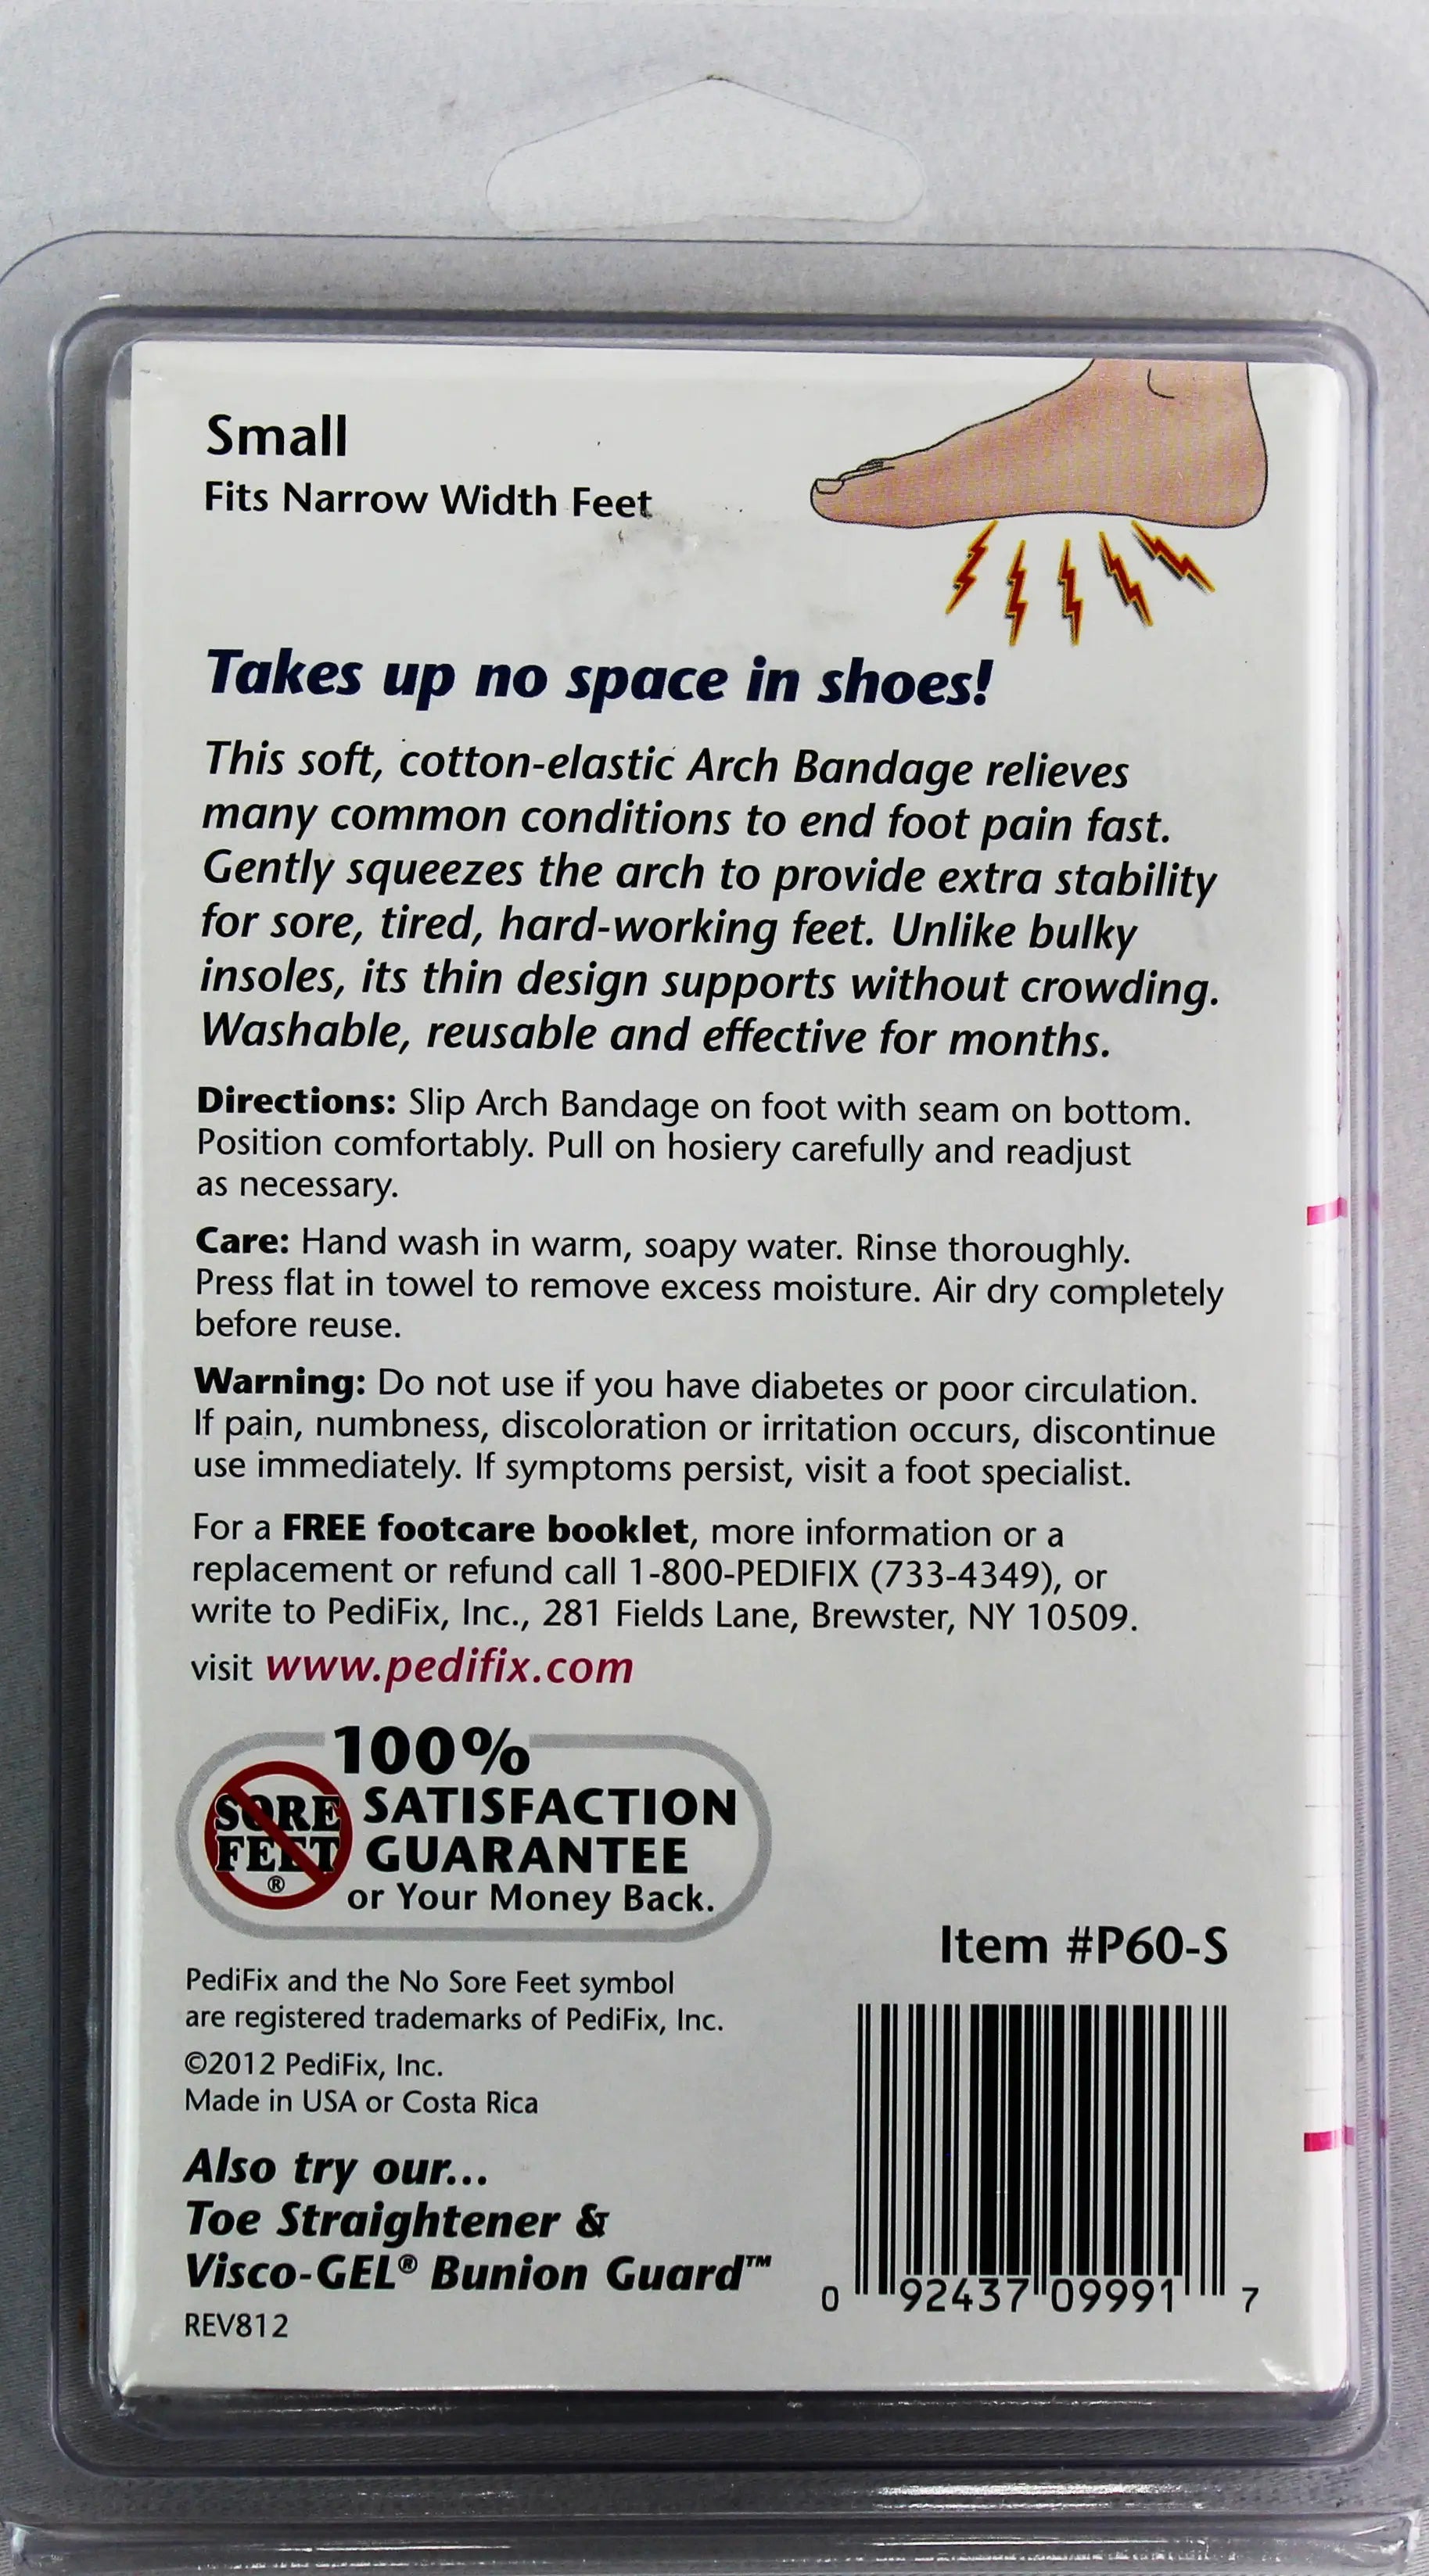 Small
Fits Narrow Width Feet
Takes up no space in shoes!
This soft, cotton-elastic Arch Bandage relieves
many common conditions to end foot pain fast.
Gently squeezes the arch to provide extra stability
for sore, tired, hard-working feet. Unlike bulky
insoles, its thin design supports without crowding.
Washable, reusable and effective for months.
Directions: Slip Arch Bandage on foot with seam on bottom.
Position comfortably. Pull on hosiery carefully and readjust
as necessary.
Care: Hand wash in warm, soapy water. Rinse thoroughly.
Press flat in towel to remove excess moisture. Air dry completely
before reuse.
Warning: Do not use if you have diabetes or poor circulation.
If pain, numbness, discoloration or irritation occurs, discontinue
use immediately. If symptoms persist, visit a foot specialist.
For a FREE footcare booklet, more information or a
replacement or refund call 1-800-PEDIFIX (733-4349), or
write to PediFix, Inc., 281 Fields Lane, Brewster, NY 10509.
visit www.pedifix.com
100%
SATISFACTION
GUARANTEE
or Your Money Back.
SORE
FEET
®
Item #P60-S
PediFix and the No Sore Feet symbol
are registered trademarks of PediFix, Inc.
©2012 PediFix, Inc.
Made in USA or Costa Rica
Also try our...
Toe Straightener &
Visco-GEL® Bunion Guard™
REV812
0 92437 09991 7